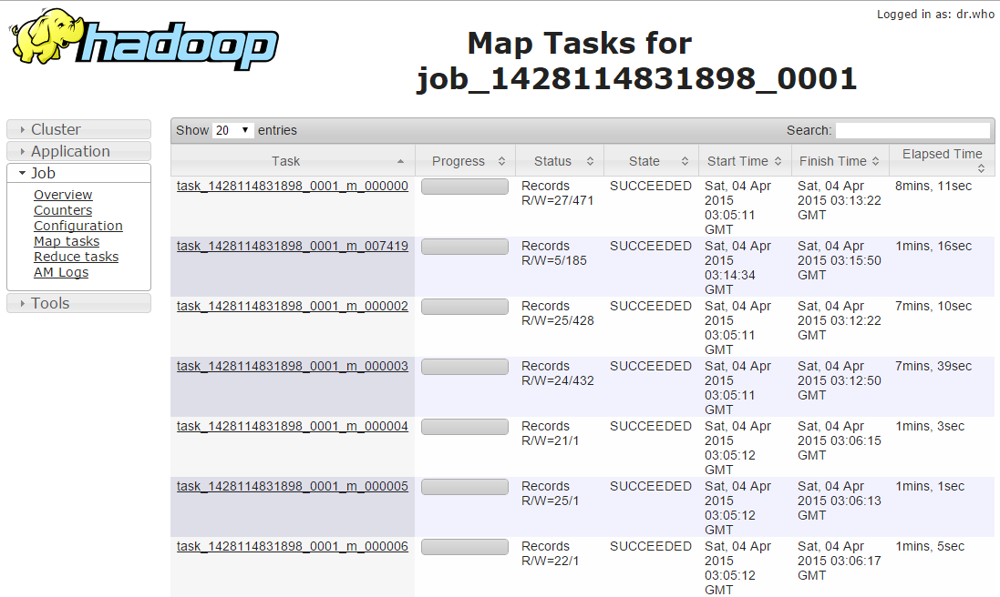 Logged in as: dr.who
hadoop
Map Tasks for
job_1428114831898_0001
Cluster
Application
Job
Overview
Counters
Configuration
Map tasks
Reduce tasks
AM Logs
Tools
Show 20 entries
Search:
Task Progress Status State Start Time Finish Time Elapsed Time
task_1428114831898_0001_m_000000 Records SUCCEEDED Sat, 04 Apr Sat, 04 Apr 8mins, 11sec
R/W=27/471 2015 2015 03:13:22
03:05:11 GMT
GMT
task_1428114831898_0001_m_007419 Records SUCCEEDED Sat, 04 Apr Sat, 04 Apr 1mins, 16sec
R/W=5/185 2015 2015 03:15:50
03:14:34 GMT
GMT
task_1428114831898_0001_m_000002 Records SUCCEEDED Sat, 04 Apr Sat, 04 Apr 7mins, 10sec
R/W=25/428 2015 2015 03:12:22
03:05:11 GMT
GMT
task_1428114831898_0001_m_000003 Records SUCCEEDED Sat, 04 Apr Sat, 04 Apr 7mins, 39sec
R/W=24/432 2015 2015 03:12:50
03:05:11 GMT
GMT
task_1428114831898_0001_m_000004 Records SUCCEEDED Sat, 04 Apr Sat, 04 Apr 1mins, 3sec
R/W=21/1 2015 2015 03:06:15
03:05:12 GMT
GMT
task_1428114831898_0001_m_000005 Records SUCCEEDED Sat, 04 Apr Sat, 04 Apr 1mins, 1sec
R/W=25/1 2015 2015 03:06:13
03:05:12 GMT
GMT
task_1428114831898_0001_m_000006 Records SUCCEEDED Sat, 04 Apr Sat, 04 Apr 1mins, 5sec
R/W=22/1 2015 2015 03:06:17
03:05:12 GMT
GMT